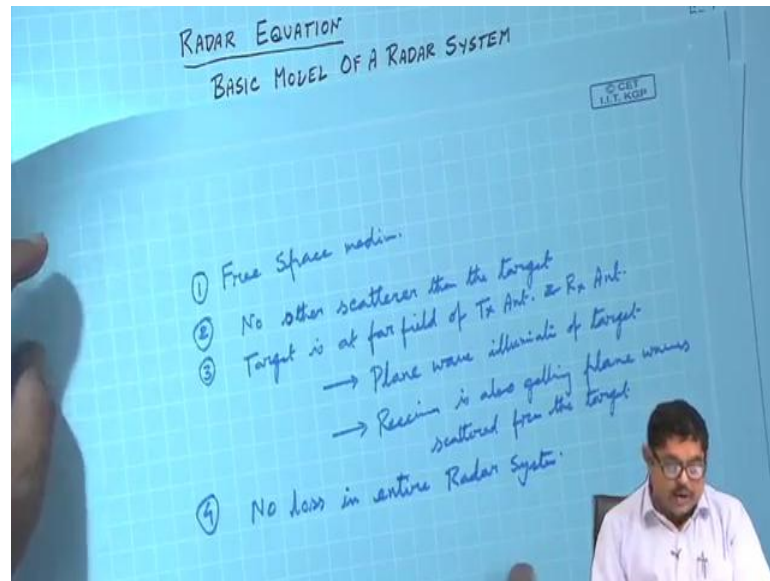 RADAR EQUATION
BASIC MODEL OF A RADAR SYSTEM
© CET
I.I.T. KGP
① Free Space medium.
② No other scatterer than the target
③ Target is at far field of Tx Ant. & Rx Ant.
→ Plane wave of target
→ is also getting plane waves
scattered from the target
④ No loss in entire Radar System.